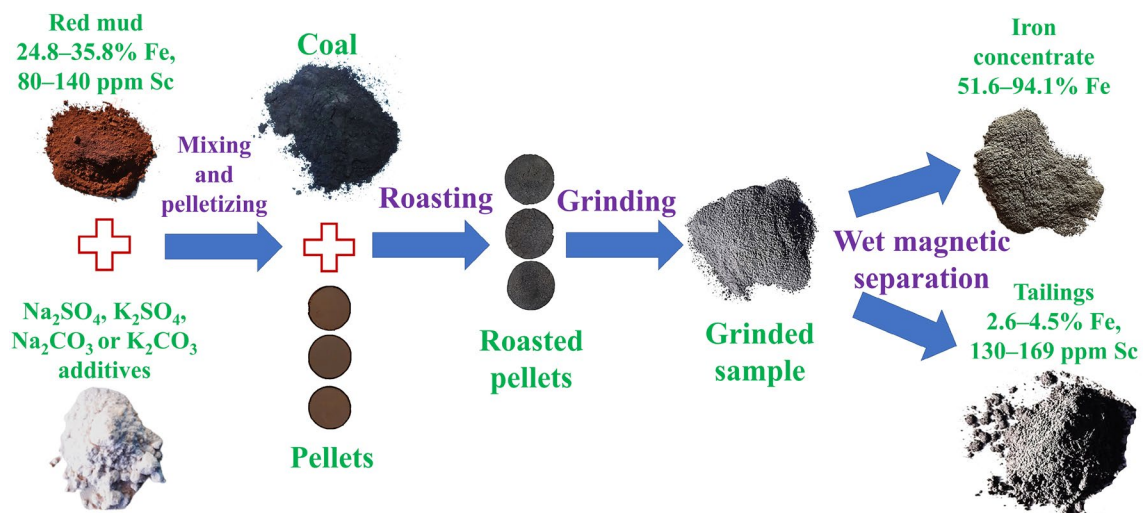 Red mud
24.8–35.8% Fe,
80–140 ppm Sc
Mixing
and
pelletizing
Na₂SO₄, K₂SO₄,
Na₂CO₃ or K₂CO₃
additives
Coal
Pellets
Roasting
Roasted
pellets
Grinding
Grinded
sample
Wet magnetic
separation
Iron
concentrate
51.6–94.1% Fe
Tailings
2.6–4.5% Fe,
130–169 ppm Sc